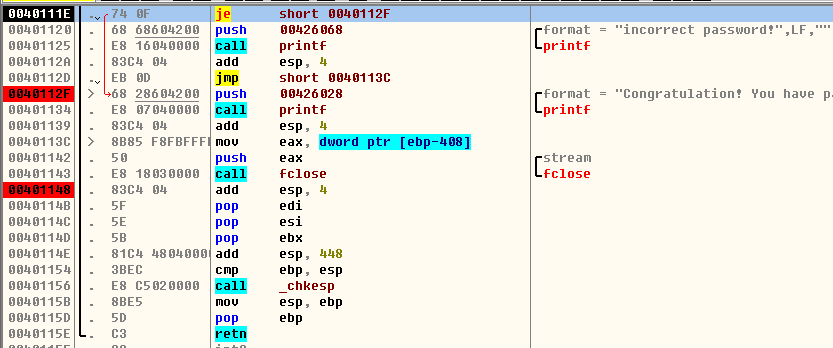 0040111E . 74 0F je short 0040112F
00401120 . 68 68604200 push 00426068 format = "incorrect password!",LF,""
00401125 . E8 16040000 call printf printf
0040112A . 83C4 04 add esp, 4
0040112D . EB 0D jmp short 0040113C
0040112F > 68 28604200 push 00426028 format = "Congratulation! You have p
00401134 . E8 07040000 call printf printf
00401139 . 83C4 04 add esp, 4
0040113C > 8B85 F8FBFFF mov eax, dword ptr [ebp-408]
00401142 . 50 push eax stream
00401143 . E8 18030000 call fclose fclose
00401148 . 83C4 04 add esp, 4
0040114B . 5F pop edi
0040114C . 5E pop esi
0040114D . 5B pop ebx
0040114E . 81C4 4804000 add esp, 448
00401154 . 3BEC cmp ebp, esp
00401156 . E8 C5020000 call _chkesp
0040115B . 8BE5 mov esp, ebp
0040115D . 5D pop ebp
0040115E . C3 retn